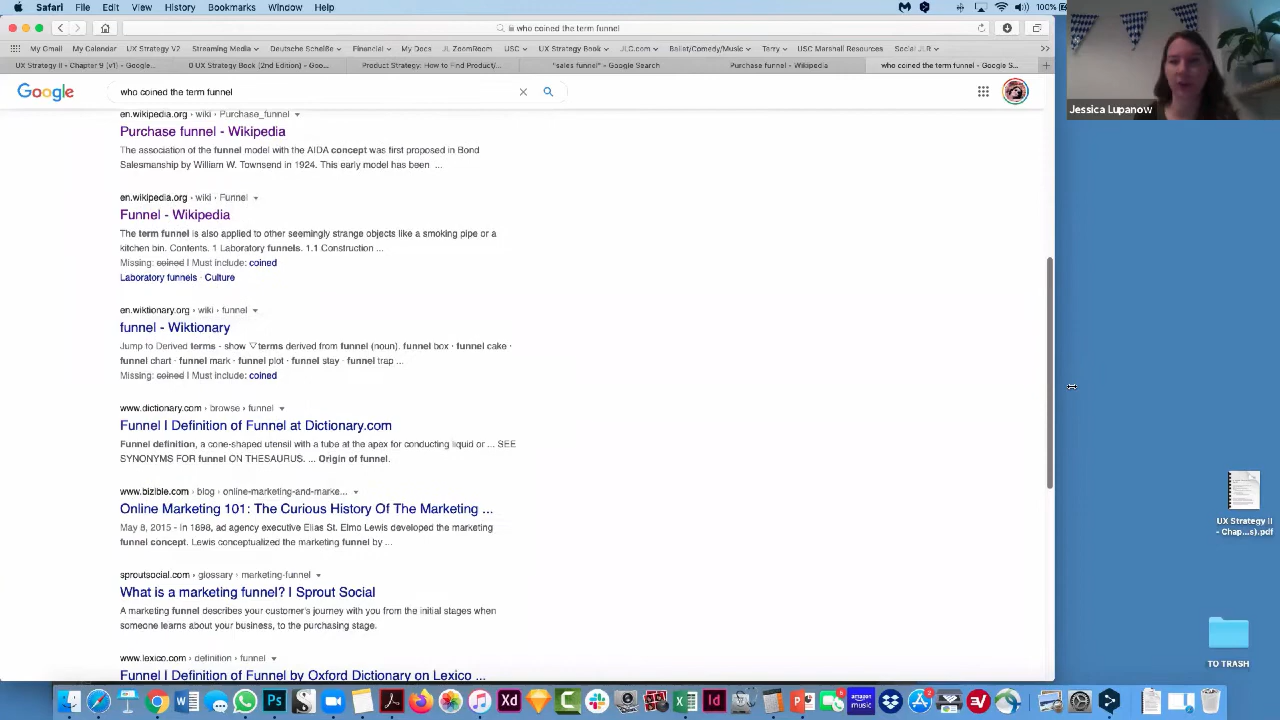 Safari File Edit View History Bookmarks Window Help
100%
who coined the term funnel
My Gmail My Calendar UX Strategy V2 Streaming Media Deutsche Scheiße Financial My Docs JL ZoomRoom USC UX Strategy Book JLC.com Ballet/Comedy/Music Terry USC Marshall Resources Social JLR
UX Strategy II - Chapter 9 (v1) - Google... 0 UX Strategy Book (2nd Edition) - Goo... Product Strategy: How to Find Product/... "sales funnel" - Google Search Purchase funnel - Wikipedia who coined the term funnel - Google S...
Jessica Lupanow
Google who coined the term funnel
en.wikipedia.org › wiki › Purchase_funnel
Purchase funnel - Wikipedia
The association of the funnel model with the AIDA concept was first proposed in Bond
Salesmanship by William W. Townsend in 1924. This early model has been ...
en.wikipedia.org › wiki › Funnel
Funnel - Wikipedia
The term funnel is also applied to other seemingly strange objects like a smoking pipe or a
kitchen bin. Contents. 1 Laboratory funnels. 1.1 Construction ...
Missing: coined | Must include: coined
Laboratory funnels · Culture
en.wiktionary.org › wiki › funnel
funnel - Wiktionary
Jump to Derived terms - show ▽terms derived from funnel (noun). funnel box · funnel cake ·
funnel chart · funnel mark · funnel plot · funnel stay · funnel trap ...
Missing: coined | Must include: coined
www.dictionary.com › browse › funnel
Funnel | Definition of Funnel at Dictionary.com
Funnel definition, a cone-shaped utensil with a tube at the apex for conducting liquid or ... SEE
SYNONYMS FOR funnel ON THESAURUS. ... Origin of funnel.
www.bizible.com › blog › online-marketing-and-marke...
Online Marketing 101: The Curious History Of The Marketing ...
May 8, 2015 - In 1898, ad agency executive Elias St. Elmo Lewis developed the marketing
funnel concept. Lewis conceptualized the marketing funnel by ...
sproutsocial.com › glossary › marketing-funnel
What is a marketing funnel? | Sprout Social
A marketing funnel describes your customer's journey with you from the initial stages when
someone learns about your business, to the purchasing stage.
www.lexico.com › definition › funnel
Funnel | Definition of Funnel by Oxford Dictionary on Lexico ...
UX Strategy II
- Chap...s).pdf
TO TRASH